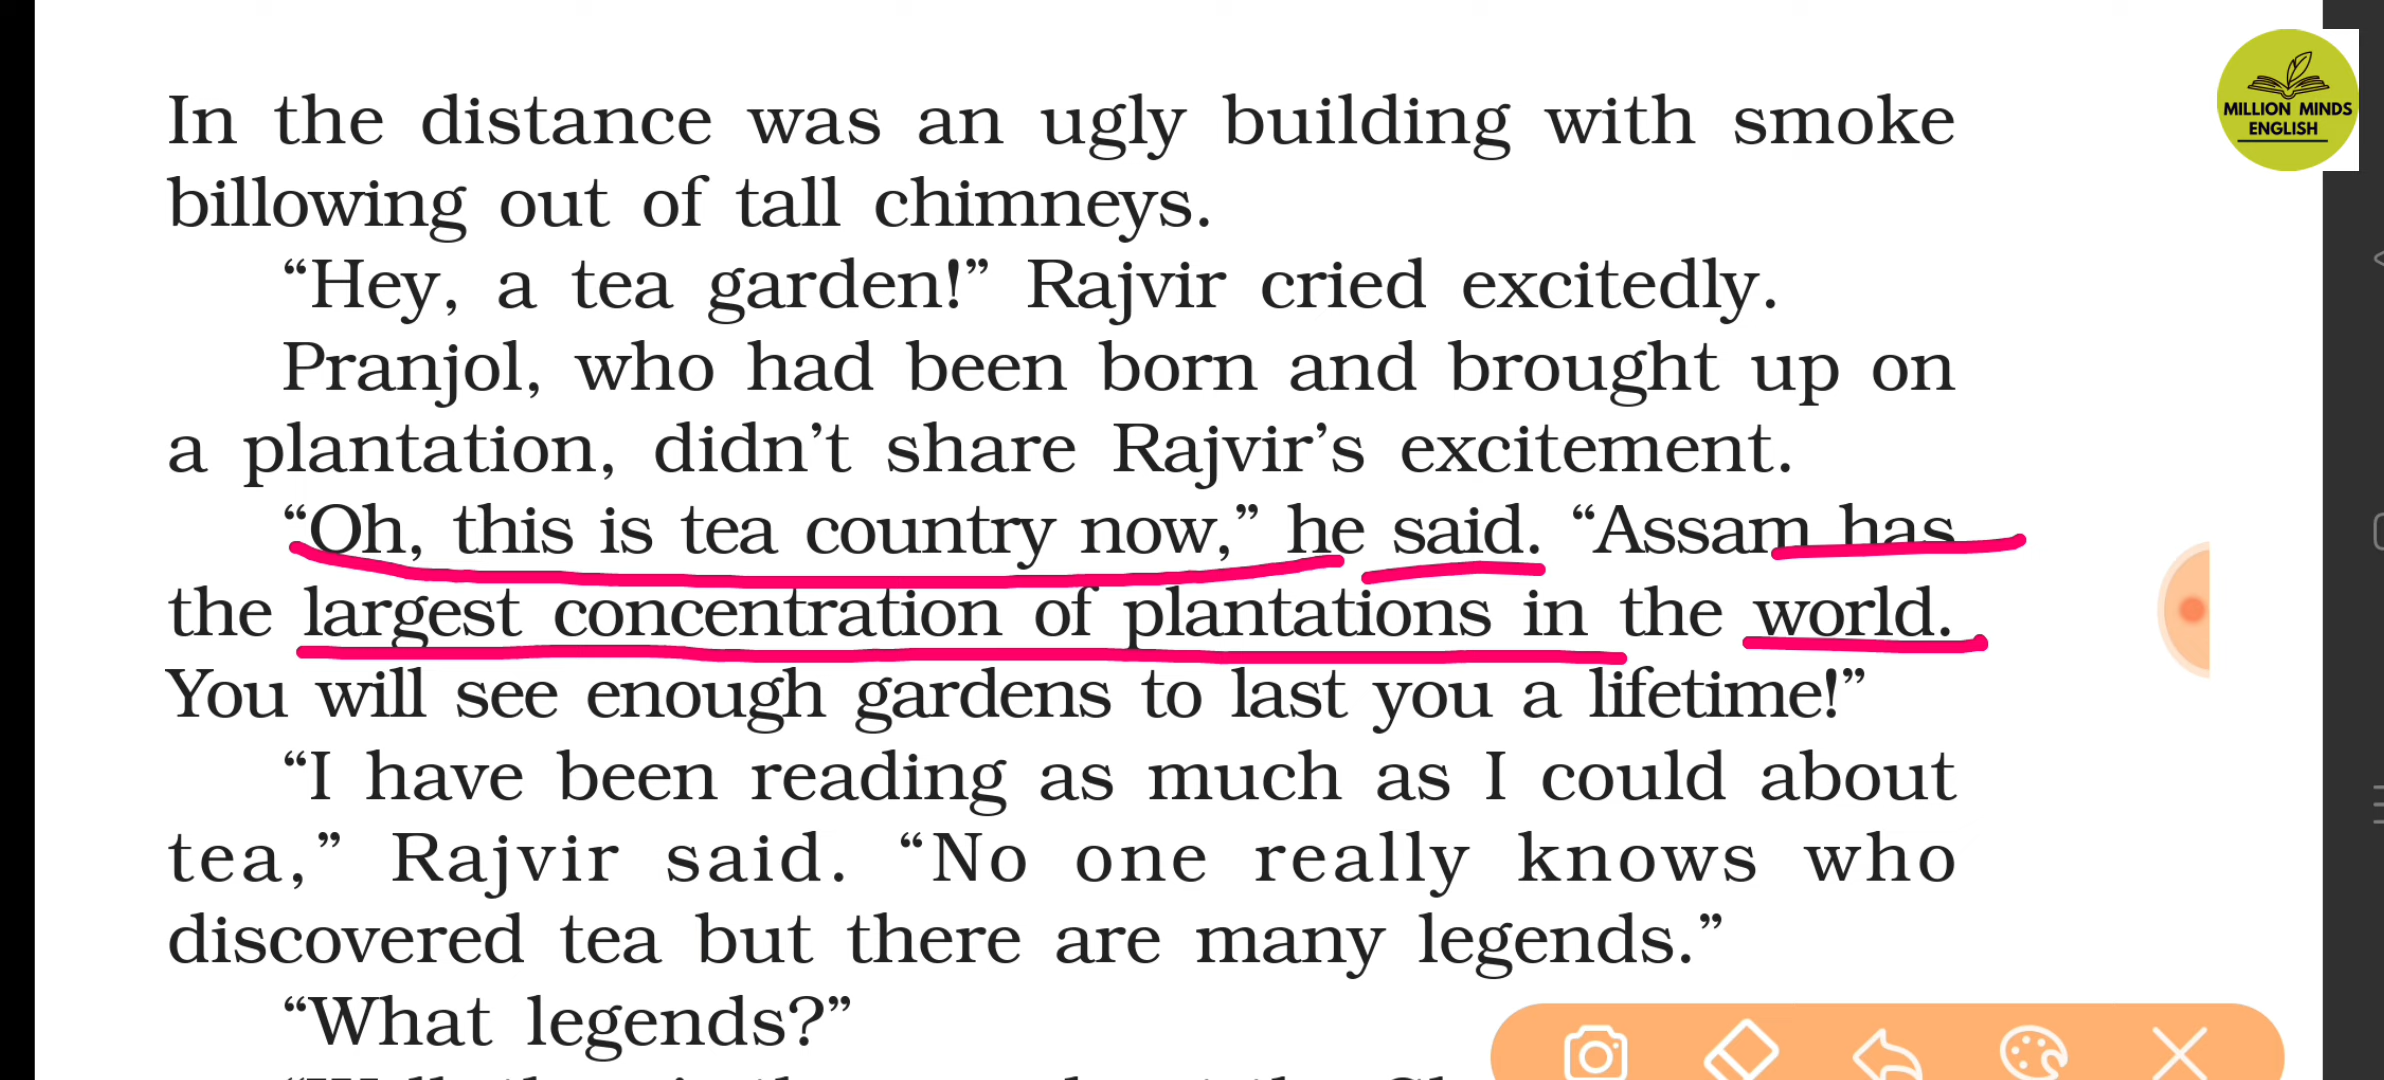 MILLION MINDS
ENGLISH
In the distance was an ugly building with smoke
billowing out of tall chimneys.
“Hey, a tea garden!” Rajvir cried excitedly.
Pranjol, who had been born and brought up on
a plantation, didn’t share Rajvir’s excitement.
“Oh, this is tea country now,” he said. “Assam has
the largest concentration of plantations in the world.
You will see enough gardens to last you a lifetime!”
“I have been reading as much as I could about
tea,” Rajvir said. “No one really knows who
discovered tea but there are many legends.”
“What legends?”